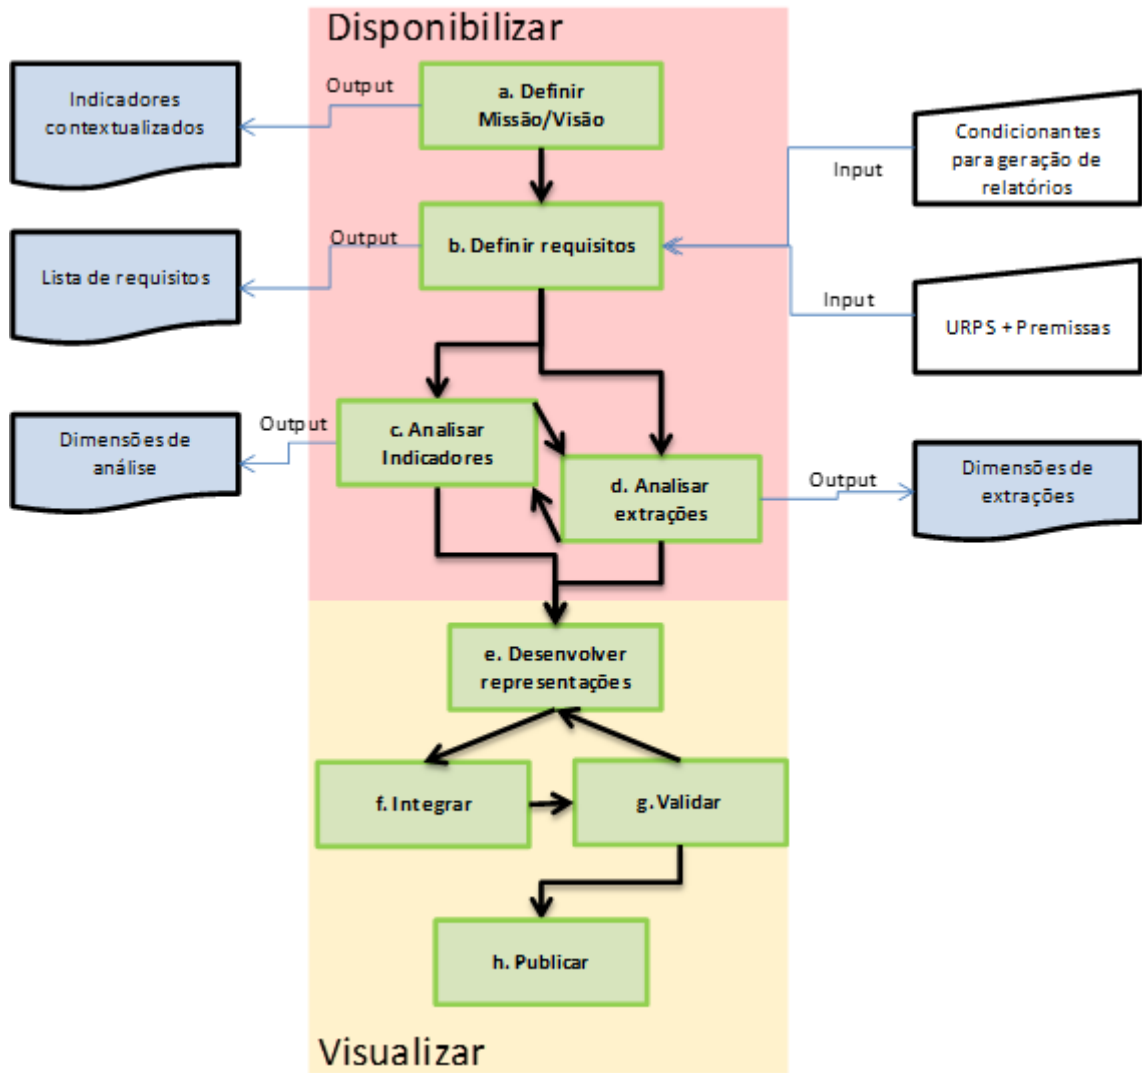 Disponibilizar
Indicadores
contextualizados
Output
a. Definir
Missão/Visão
Condicionantes
para geração de
relatórios
Input
Lista de requisitos
Output
b. Definir requisitos
Input
URPS + Premissas
Dimensões de
análise
Output
c. Analisar
Indicadores
d. Analisar
extrações
Output
Dimensões de
extrações
e. Desenvolver
representações
f. Integrar
g. Validar
h. Publicar
Visualizar